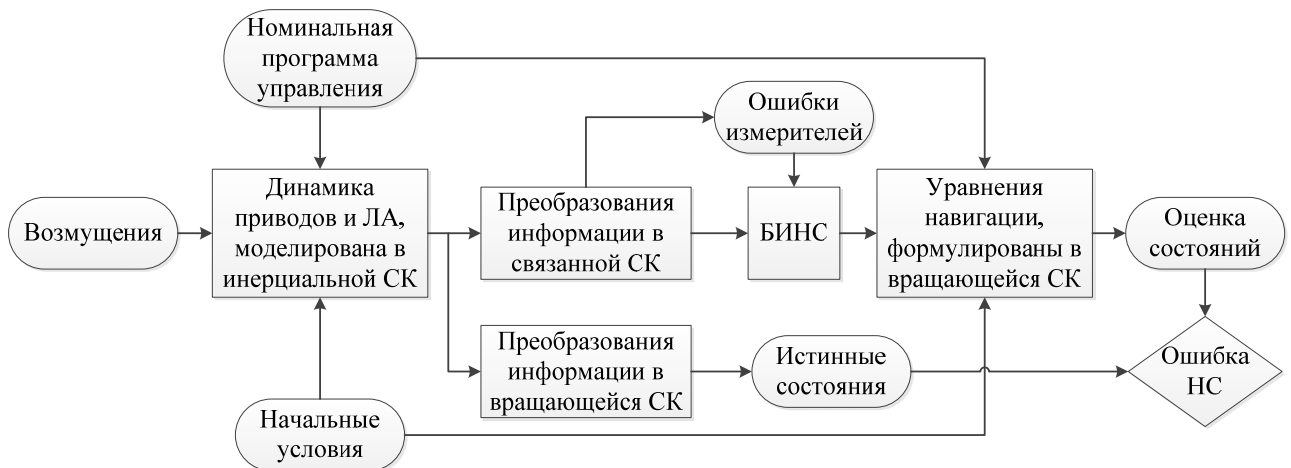 Номинальная
программа
управления
Ошибки
измерителей
Возмущения
Динамика
приводов и ЛА,
моделирована в
инерциальной СК
Преобразования
информации в
связанной СК
БИНС
Уравнения
навигации,
формулированы в
вращающейся СК
Оценка
состояний
Преобразования
информации в
вращающейся СК
Истинные
состояния
Ошибка
НС
Начальные
условия